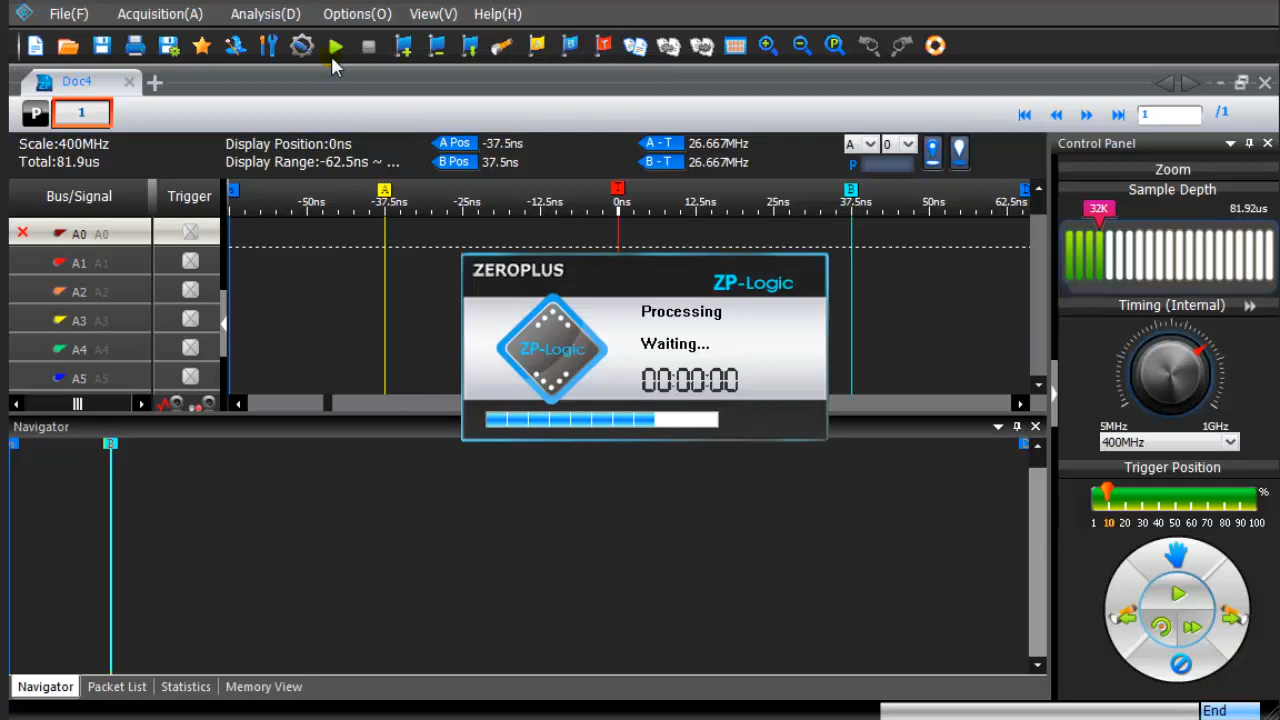 File(F) Acquisition(A) Analysis(D) Options(O) View(V) Help(H)
Doc4
P 1 1 /1
Scale:400MHz Display Position:0ns A Pos -37.5ns A - T 26.667MHz A 0
Total:81.9us Display Range:-62.5ns ~ ... B Pos 37.5ns B - T 26.667MHz P
Control Panel
Zoom
Sample Depth
32K 81.92us
Bus/Signal Trigger
A T B
-50ns -37.5ns -25ns -12.5ns 0ns 12.5ns 25ns 37.5ns 50ns 62.5ns
A0 A0
A1 A1
A2 A2
A3 A3
A4 A4
A5 A5
ZEROPLUS
ZP-Logic
ZP-Logic
Processing
Waiting...
00:00:00
Timing (Internal)
5MHz 1GHz
400MHz
Trigger Position
%
1 10 20 30 40 50 60 70 80 90 100
Navigator
B
Navigator Packet List Statistics Memory View
End